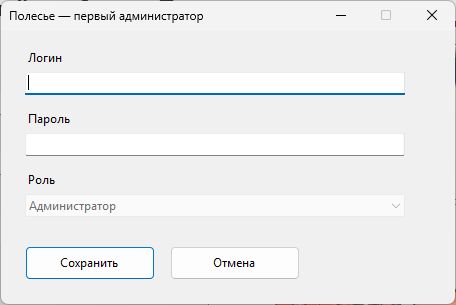 Полесье — первый администратор
Логин
Пароль
Роль
Администратор
Сохранить
Отмена